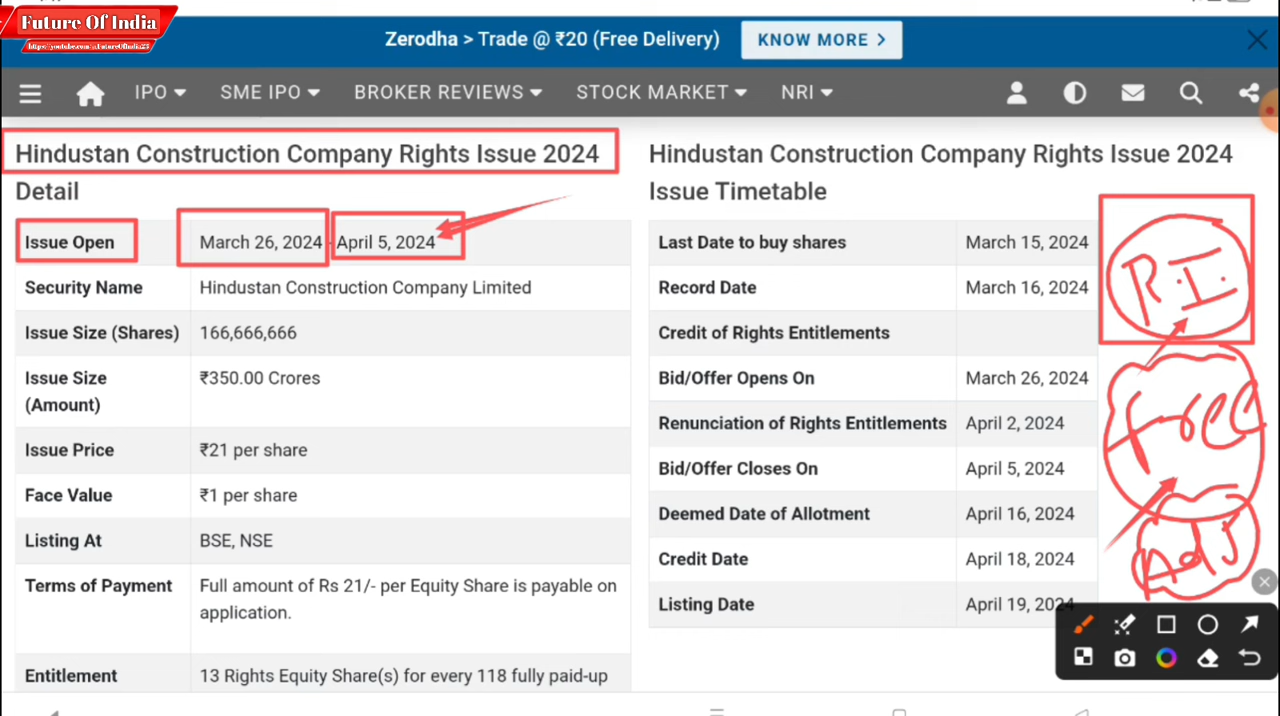 Future Of India
Zerodha > Trade @ ₹20 (Free Delivery)
KNOW MORE >
IPO
SME IPO
BROKER REVIEWS
STOCK MARKET
NRI
Hindustan Construction Company Rights Issue 2024
Detail
Issue Open March 26, 2024 - April 5, 2024
Security Name Hindustan Construction Company Limited
Issue Size (Shares) 166,666,666
Issue Size
(Amount)
₹350.00 Crores
Issue Price ₹21 per share
Face Value ₹1 per share
Listing At BSE, NSE
Terms of Payment Full amount of Rs 21/- per Equity Share is payable on
application.
Entitlement 13 Rights Equity Share(s) for every 118 fully paid-up
Hindustan Construction Company Rights Issue 2024
Issue Timetable
Last Date to buy shares March 15, 2024
Record Date March 16, 2024
Credit of Rights Entitlements
Bid/Offer Opens On March 26, 2024
Renunciation of Rights Entitlements April 2, 2024
Bid/Offer Closes On April 5, 2024
Deemed Date of Allotment April 16, 2024
Credit Date April 18, 2024
Listing Date April 19, 2024
R.I.
free